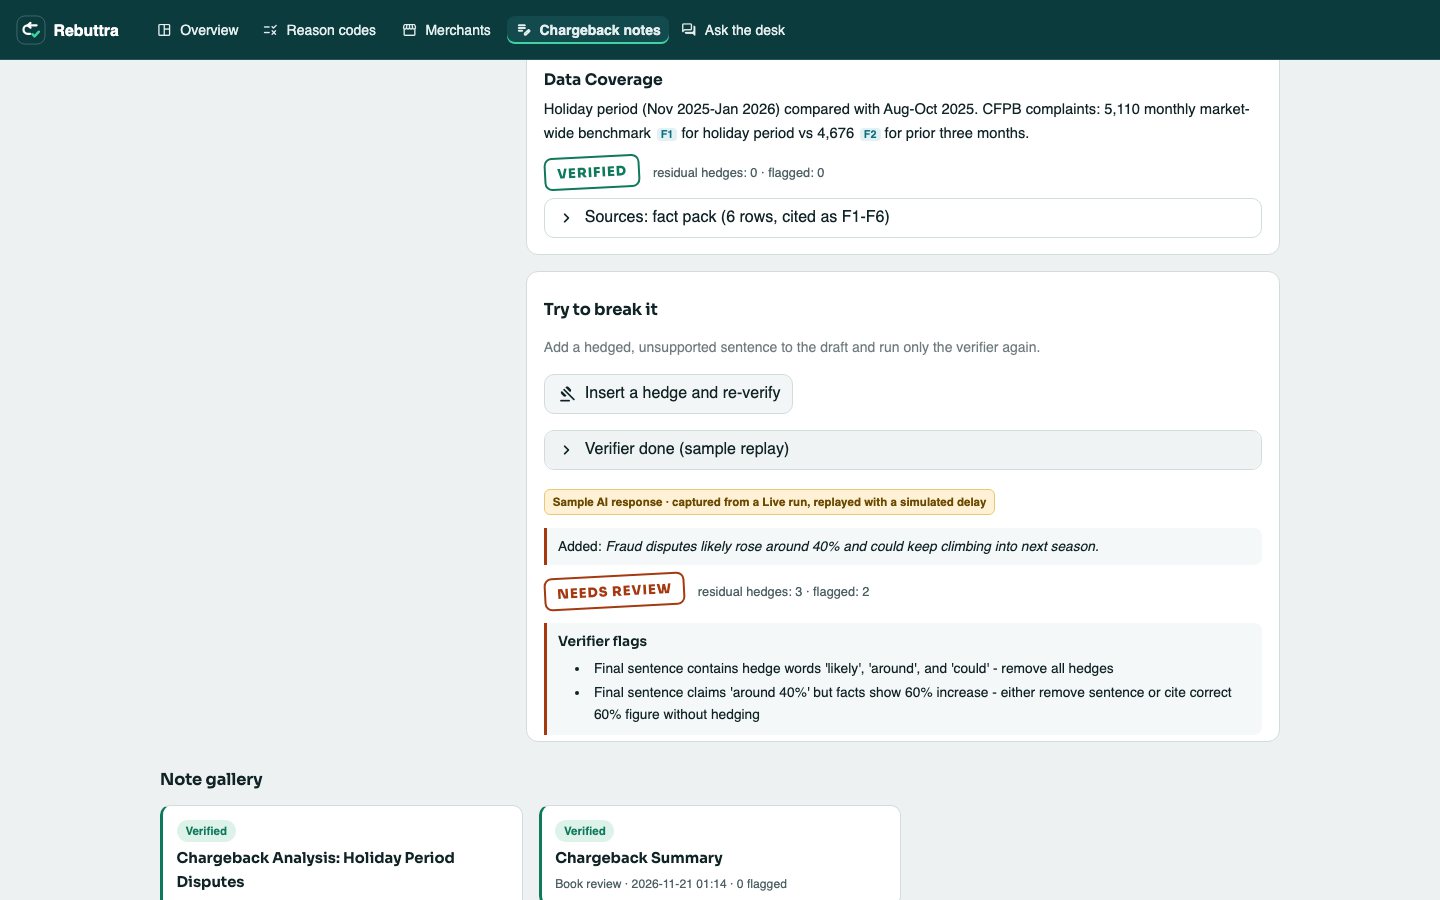 Rebuttra
Overview
Reason codes
Merchants
Chargeback notes
Ask the desk
Data Coverage
Holiday period (Nov 2025-Jan 2026) compared with Aug-Oct 2025. CFPB complaints: 5,110 monthly market-
wide benchmark F1 for holiday period vs 4,676 F2 for prior three months.
VERIFIED
residual hedges: 0 · flagged: 0
Sources: fact pack (6 rows, cited as F1-F6)
Try to break it
Add a hedged, unsupported sentence to the draft and run only the verifier again.
Insert a hedge and re-verify
Verifier done (sample replay)
Sample AI response · captured from a Live run, replayed with a simulated delay
Added: Fraud disputes likely rose around 40% and could keep climbing into next season.
NEEDS REVIEW
residual hedges: 3 · flagged: 2
Verifier flags
• Final sentence contains hedge words 'likely', 'around', and 'could' - remove all hedges
• Final sentence claims 'around 40%' but facts show 60% increase - either remove sentence or cite correct
60% figure without hedging
Note gallery
Verified
Chargeback Analysis: Holiday Period
Disputes
Verified
Chargeback Summary
Book review · 2026-11-21 01:14 · 0 flagged